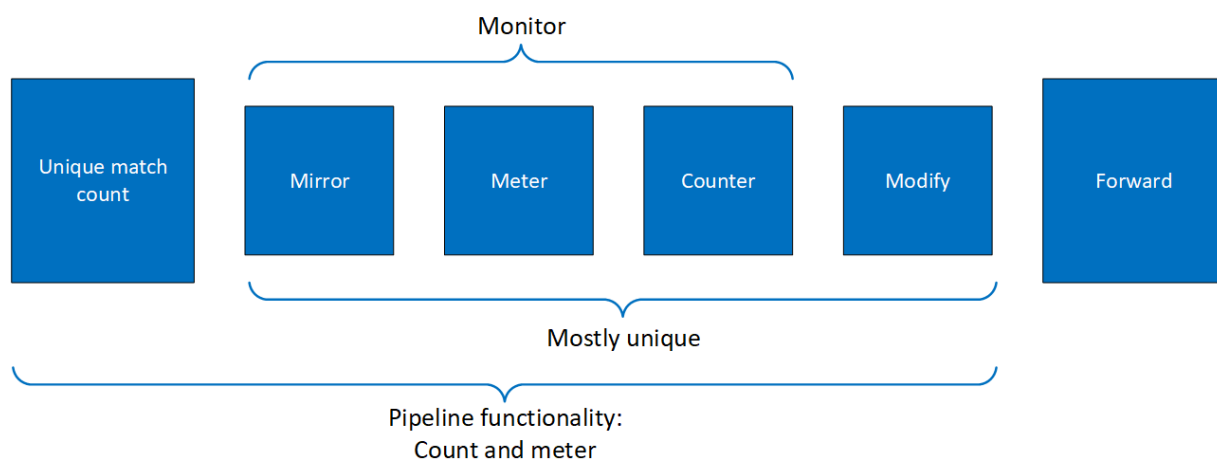 Monitor
Unique match
count
Mirror
Meter
Counter
Modify
Forward
Mostly unique
Pipeline functionality:
Count and meter